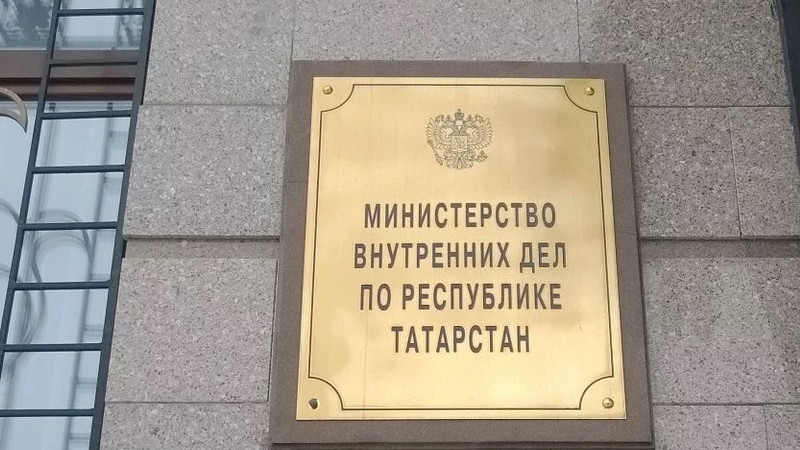 МИНИСТЕРСТВО
ВНУТРЕННИХ ДЕЛ
ПО РЕСПУБЛИКЕ
ТАТАРСТАН